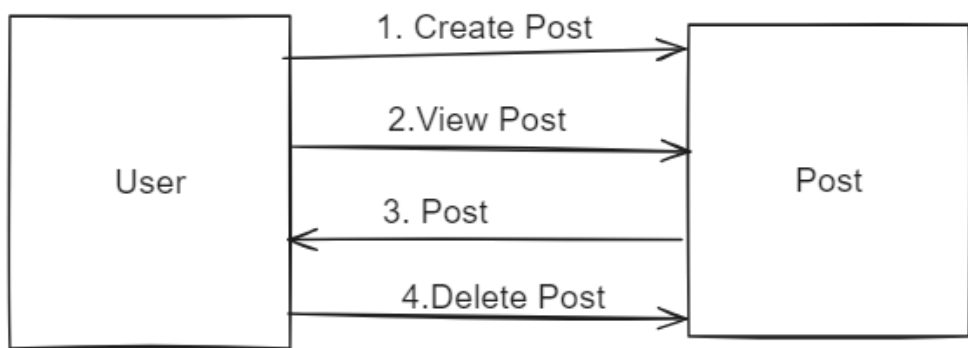 1. Create Post
2.View Post
User
Post
3. Post
4.Delete Post